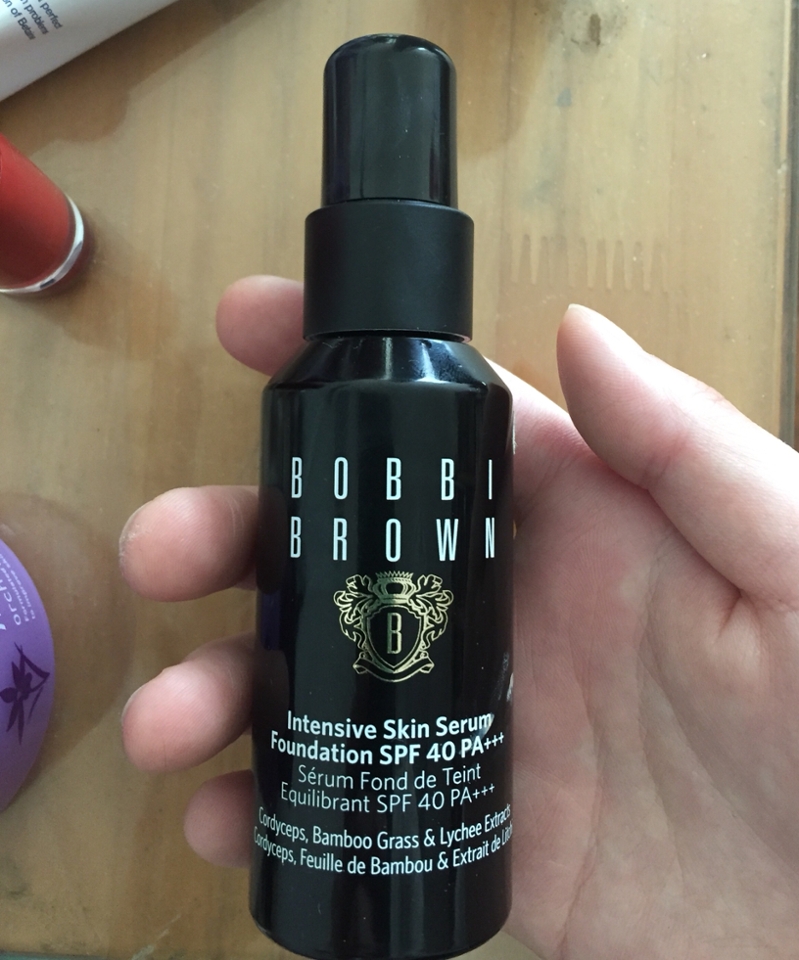 BOBBI
BROWN
B
Intensive Skin Serum
Foundation SPF 40 PA+++
Sérum Fond de Teint
Equilibrant SPF 40 PA+++
Cordyceps, Bamboo Grass & Lychee Extracts
Cordyceps, Feuille de Bambou & Extrait de
perfect